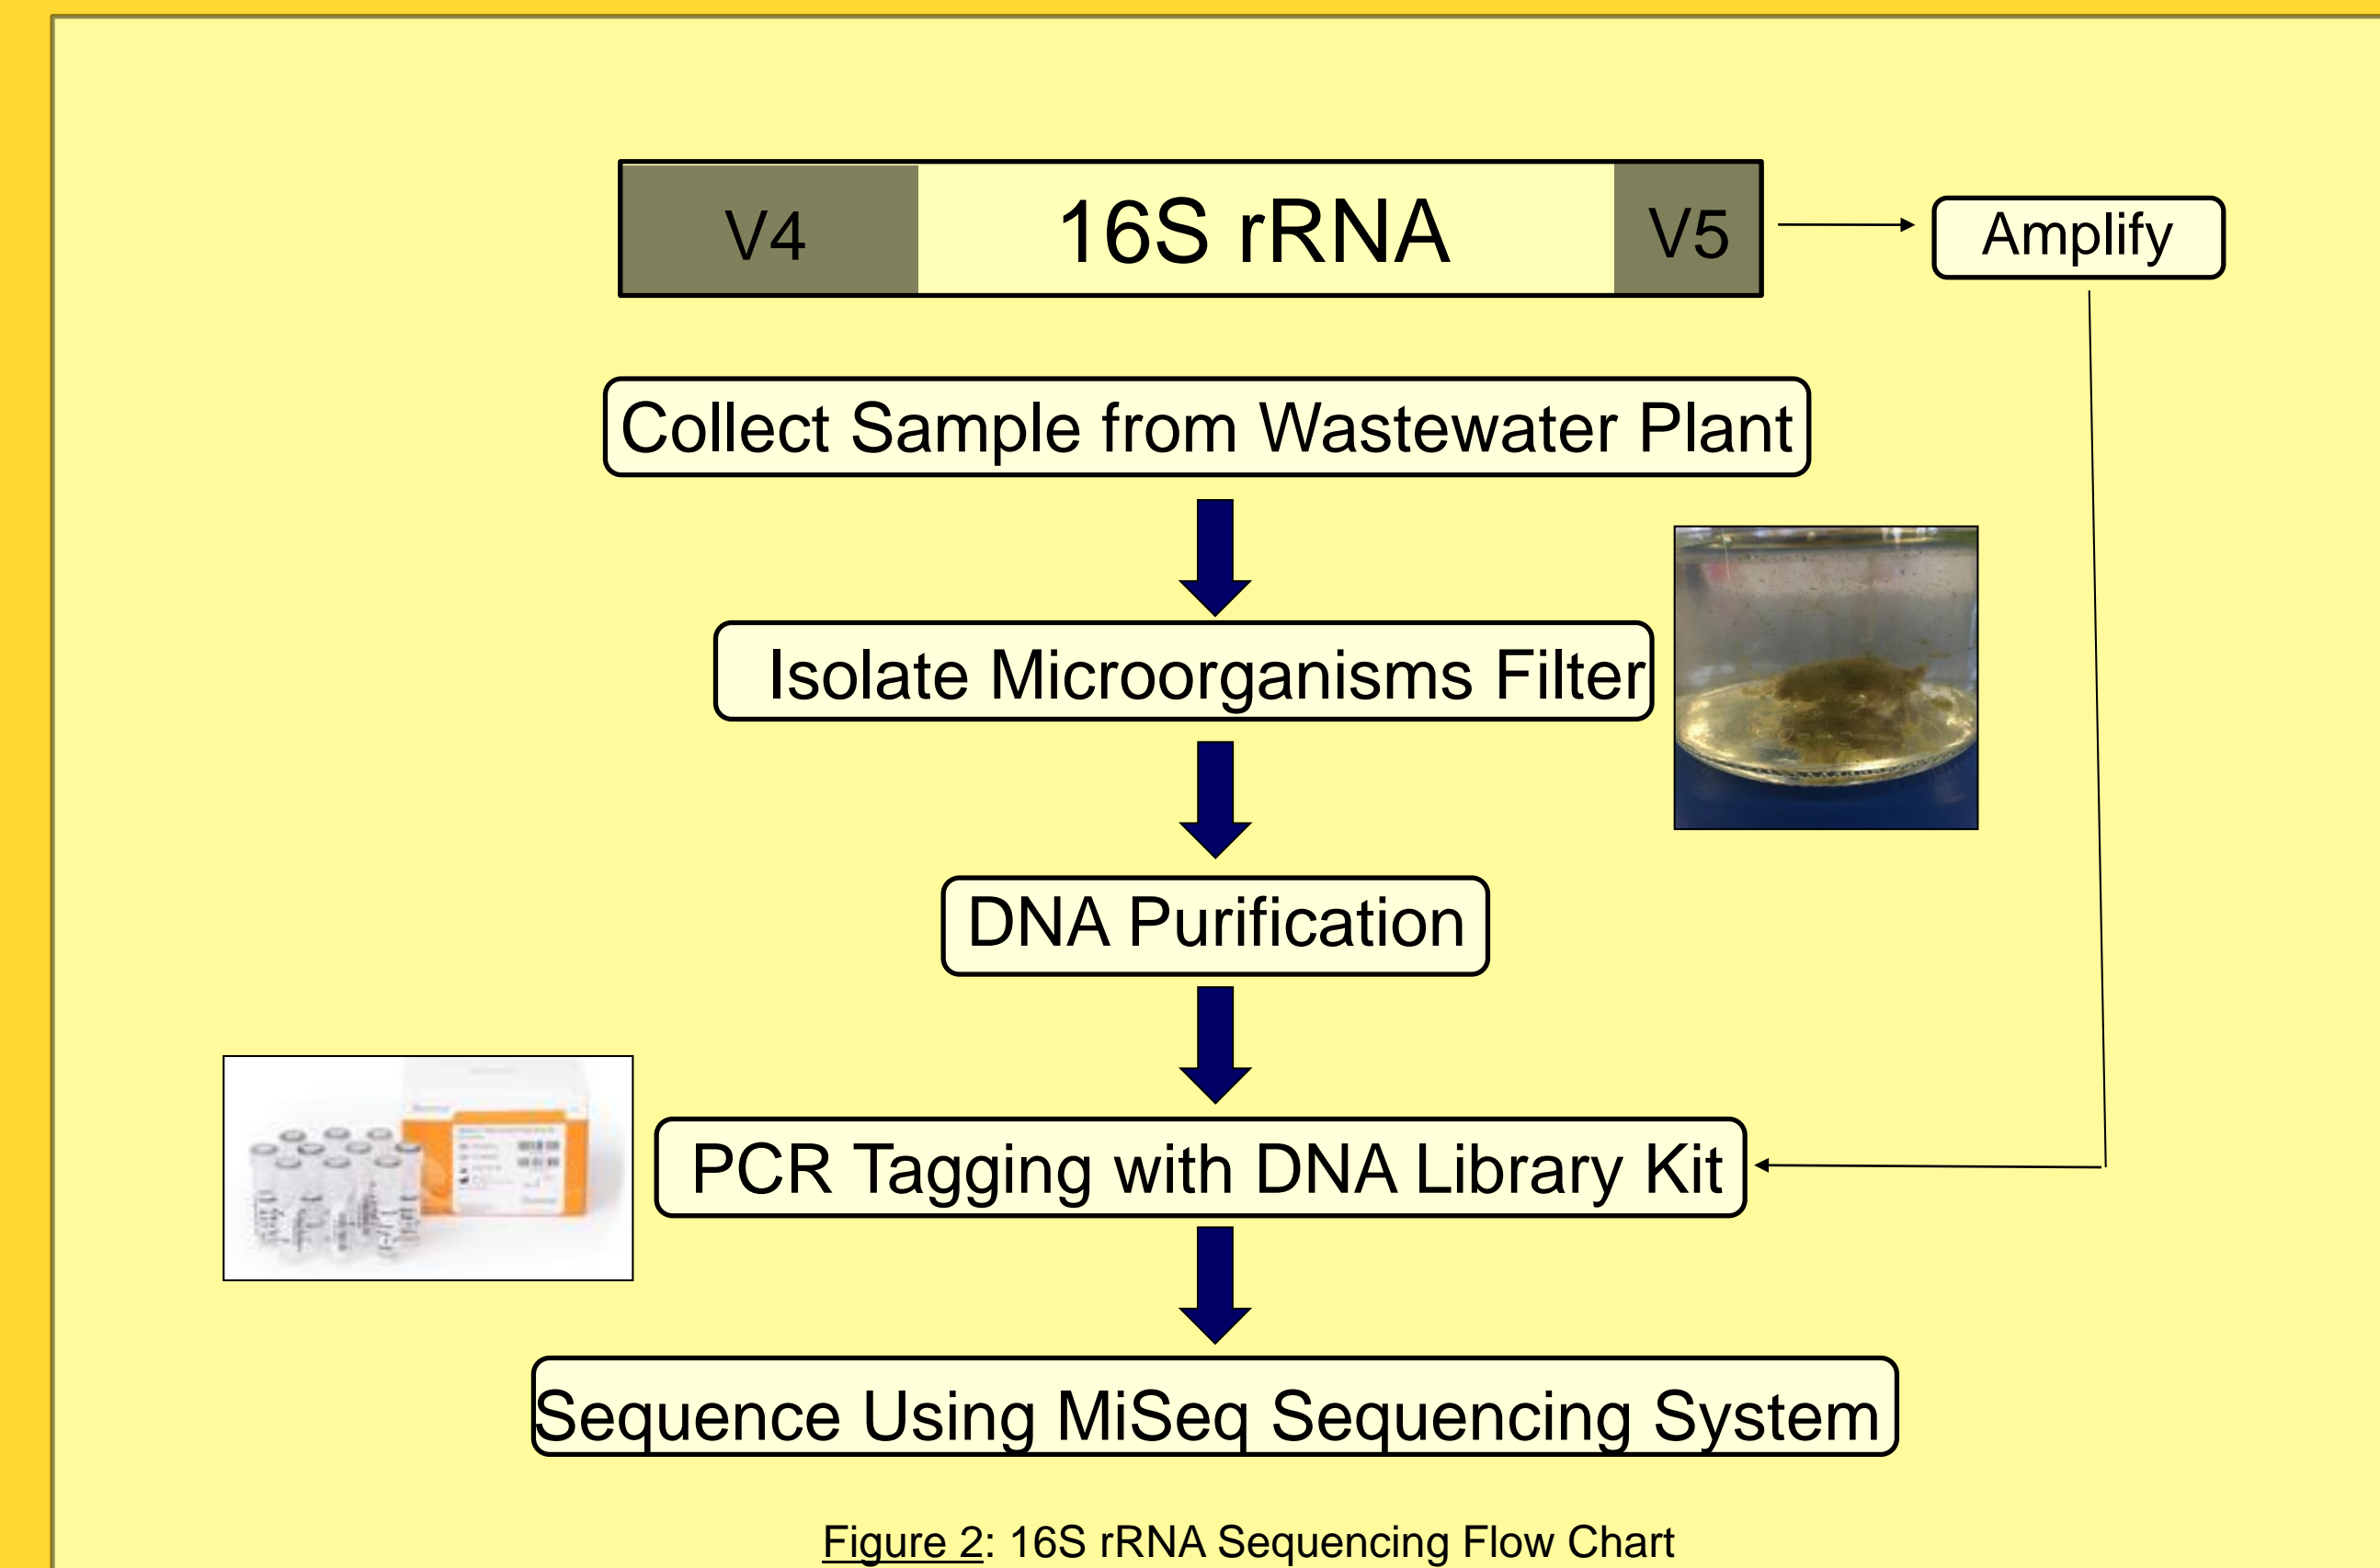 V4 16S rRNA V5
Amplify
Collect Sample from Wastewater Plant
Isolate Microorganisms Filter
DNA Purification
PCR Tagging with DNA Library Kit
Sequence Using MiSeq Sequencing System
Figure 2: 16S rRNA Sequencing Flow Chart